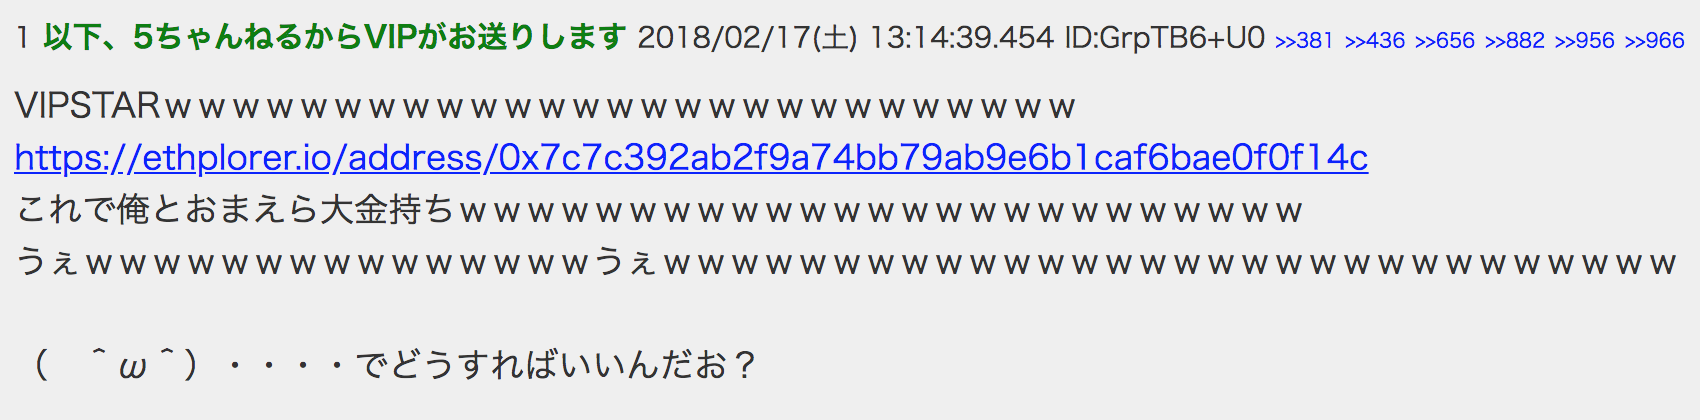 1 以下、5ちゃんねるからVIPがお送りします 2018/02/17(土) 13:14:39.454 ID:GrpTB6+U0 >>381 >>436 >>656 >>882 >>956 >>966
VIPSTARｗｗｗｗｗｗｗｗｗｗｗｗｗｗｗｗｗｗｗｗｗｗｗｗｗｗｗ
https://ethplorer.io/address/0x7c7c392ab2f9a74bb79ab9e6b1caf6bae0f0f14c
これで俺とおまえら大金持ちｗｗｗｗｗｗｗｗｗｗｗｗｗｗｗｗｗｗｗｗｗｗｗｗｗ
うぇｗｗｗｗｗｗｗｗｗｗｗｗｗｗｗうぇｗｗｗｗｗｗｗｗｗｗｗｗｗｗｗｗｗｗｗｗｗｗｗｗｗｗｗｗｗｗ
（　＾ω＾）・・・・でどうすればいいんだお？